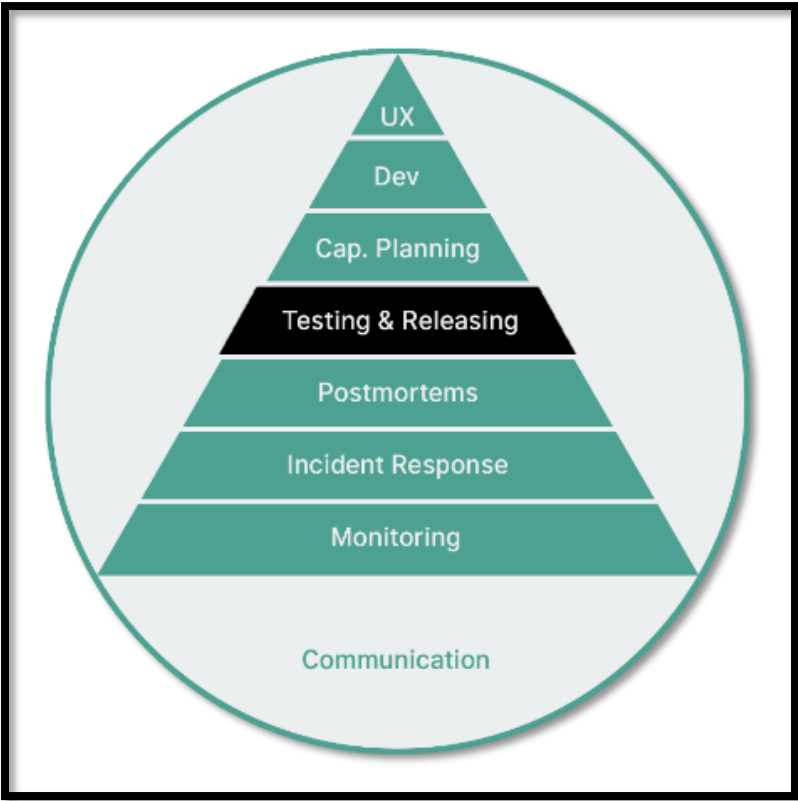 UX
Dev
Cap. Planning
Testing & Releasing
Postmortems
Incident Response
Monitoring
Communication